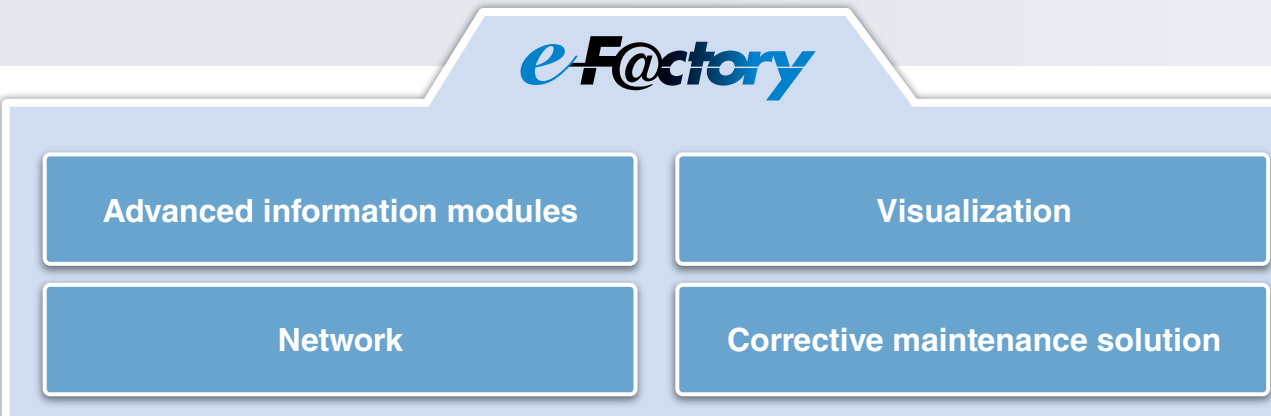 e-F@ctory
Advanced information modules
Visualization
Network
Corrective maintenance solution